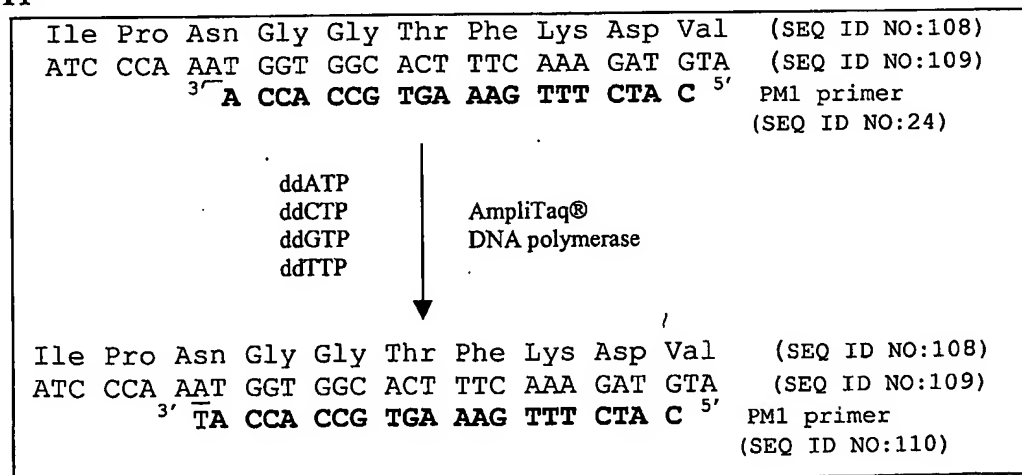 Ile Pro Asn Gly Gly Thr Phe Lys Asp Val (SEQ ID NO:108)
ATC CCA AAT GGT GGC ACT TTC AAA GAT GTA (SEQ ID NO:109)
3' A CCA CCG TGA AAG TTT CTA C 5' PM1 primer
(SEQ ID NO:24)
ddATP
ddCTP AmpliTaq®
ddGTP DNA polymerase
ddTTP
Ile Pro Asn Gly Gly Thr Phe Lys Asp Val (SEQ ID NO:108)
ATC CCA AAT GGT GGC ACT TTC AAA GAT GTA (SEQ ID NO:109)
3' TA CCA CCG TGA AAG TTT CTA C 5' PM1 primer
(SEQ ID NO:110)